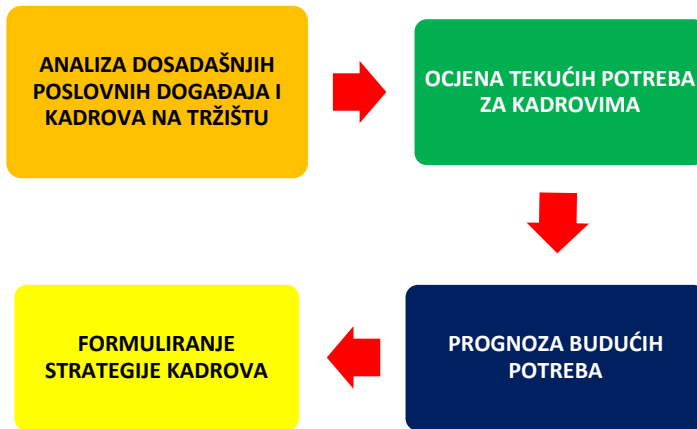 ANALIZA DOSADAŠNJIH
POSLOVNIH DOGAĐAJA I
KADROVA NA TRŽIŠTU
OCJENA TEKUĆIH POTREBA
ZA KADROVIMA
PROGNOZA BUDUĆIH
POTREBA
FORMULIRANJE
STRATEGIJE KADROVA